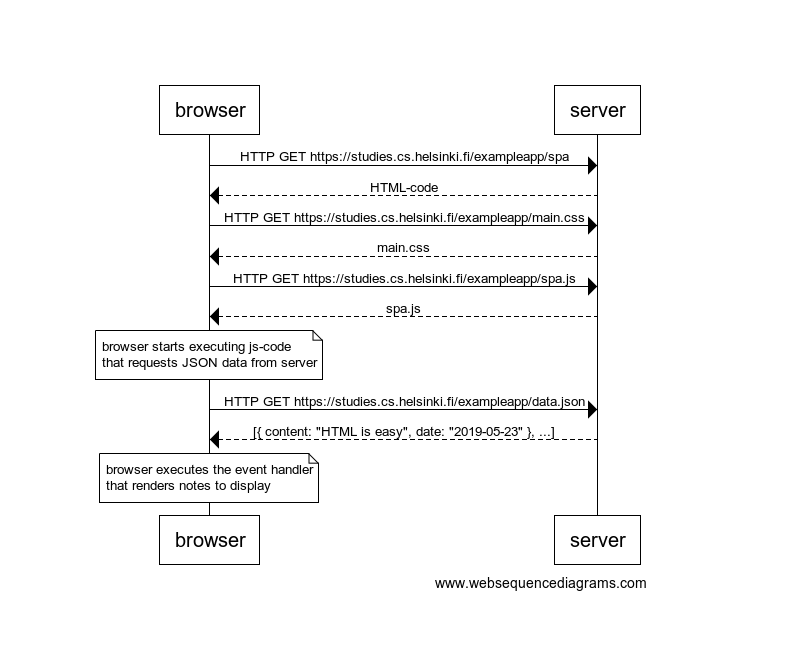 browser
server
HTTP GET https://studies.cs.helsinki.fi/exampleapp/spa
HTML-code
HTTP GET https://studies.cs.helsinki.fi/exampleapp/main.css
main.css
HTTP GET https://studies.cs.helsinki.fi/exampleapp/spa.js
spa.js
browser starts executing js-code
that requests JSON data from server
HTTP GET https://studies.cs.helsinki.fi/exampleapp/data.json
[{ content: "HTML is easy", date: "2019-05-23" }, ...]
browser executes the event handler
that renders notes to display
browser
server
www.websequencediagrams.com